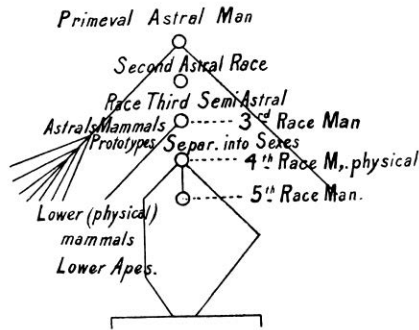 Primeval Astral Man
Second Astral Race
Race Third Semi Astral
Astrals Mammals
3rd Race Man
Prototypes Separ. into Sexes
4th Race M,. physical
5th Race Man.
Lower (physical)
mammals
Lower Apes.